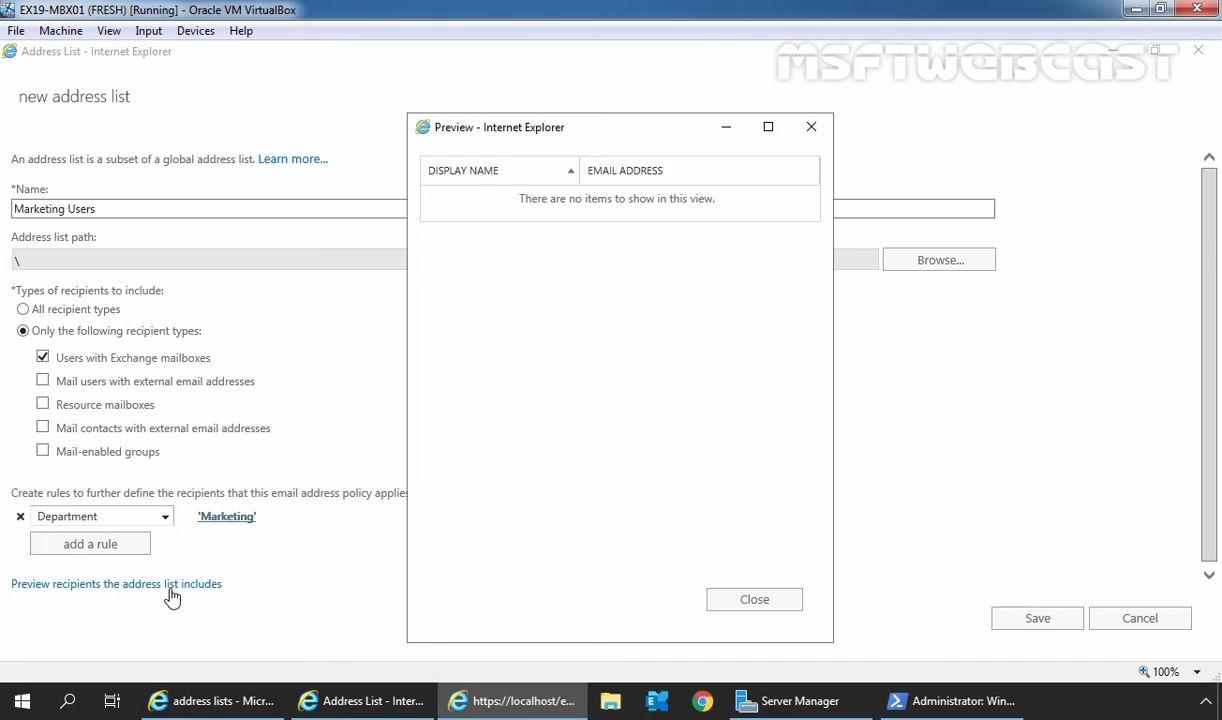 EX19-MBX01 (FRESH) [Running] - Oracle VM VirtualBox
File Machine View Input Devices Help
Address List - Internet Explorer
MSFTWEBCAST
new address list
Preview - Internet Explorer
An address list is a subset of a global address list. Learn more...
DISPLAY NAME EMAIL ADDRESS
*Name:
There are no items to show in this view.
Marketing Users
Address list path:
\ Browse...
*Types of recipients to include:
All recipient types
Only the following recipient types:
Users with Exchange mailboxes
Mail users with external email addresses
Resource mailboxes
Mail contacts with external email addresses
Mail-enabled groups
Create rules to further define the recipients that this email address policy applies
Department 'Marketing'
add a rule
Preview recipients the address list includes
Close
Save Cancel
100%
address lists - Micr... Address List - Inter... https://localhost/e... Server Manager Administrator: Win...